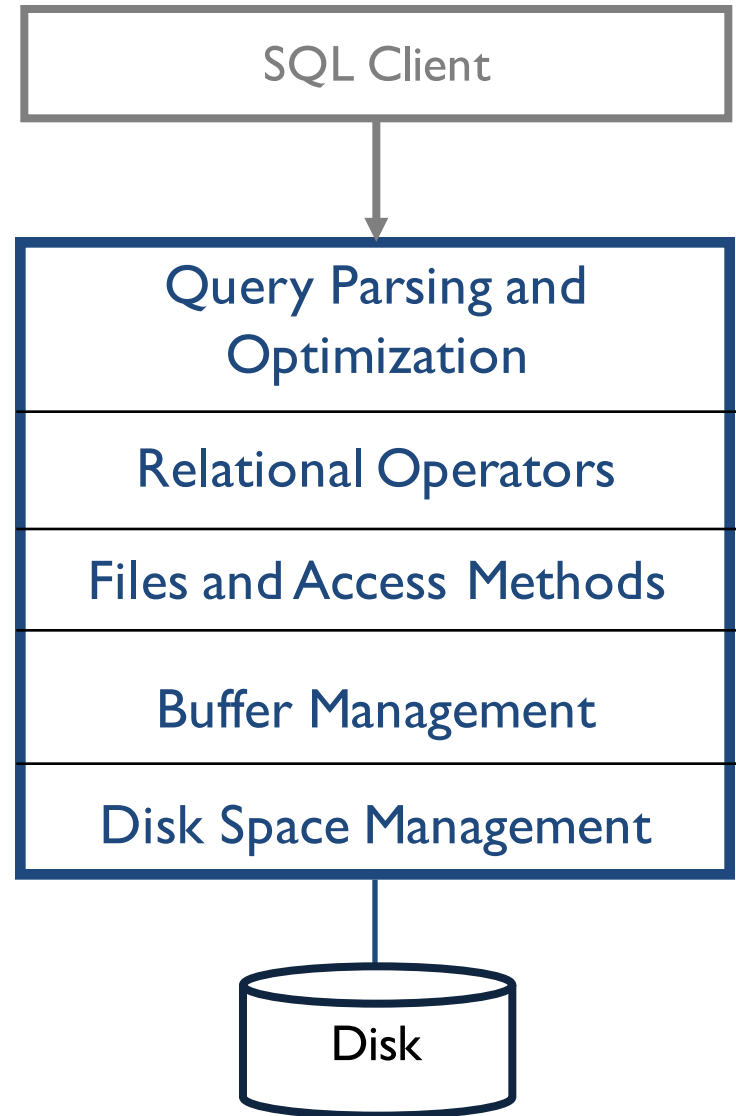 SQL Client
Query Parsing and
Optimization
Relational Operators
Files and Access Methods
Buffer Management
Disk Space Management
Disk